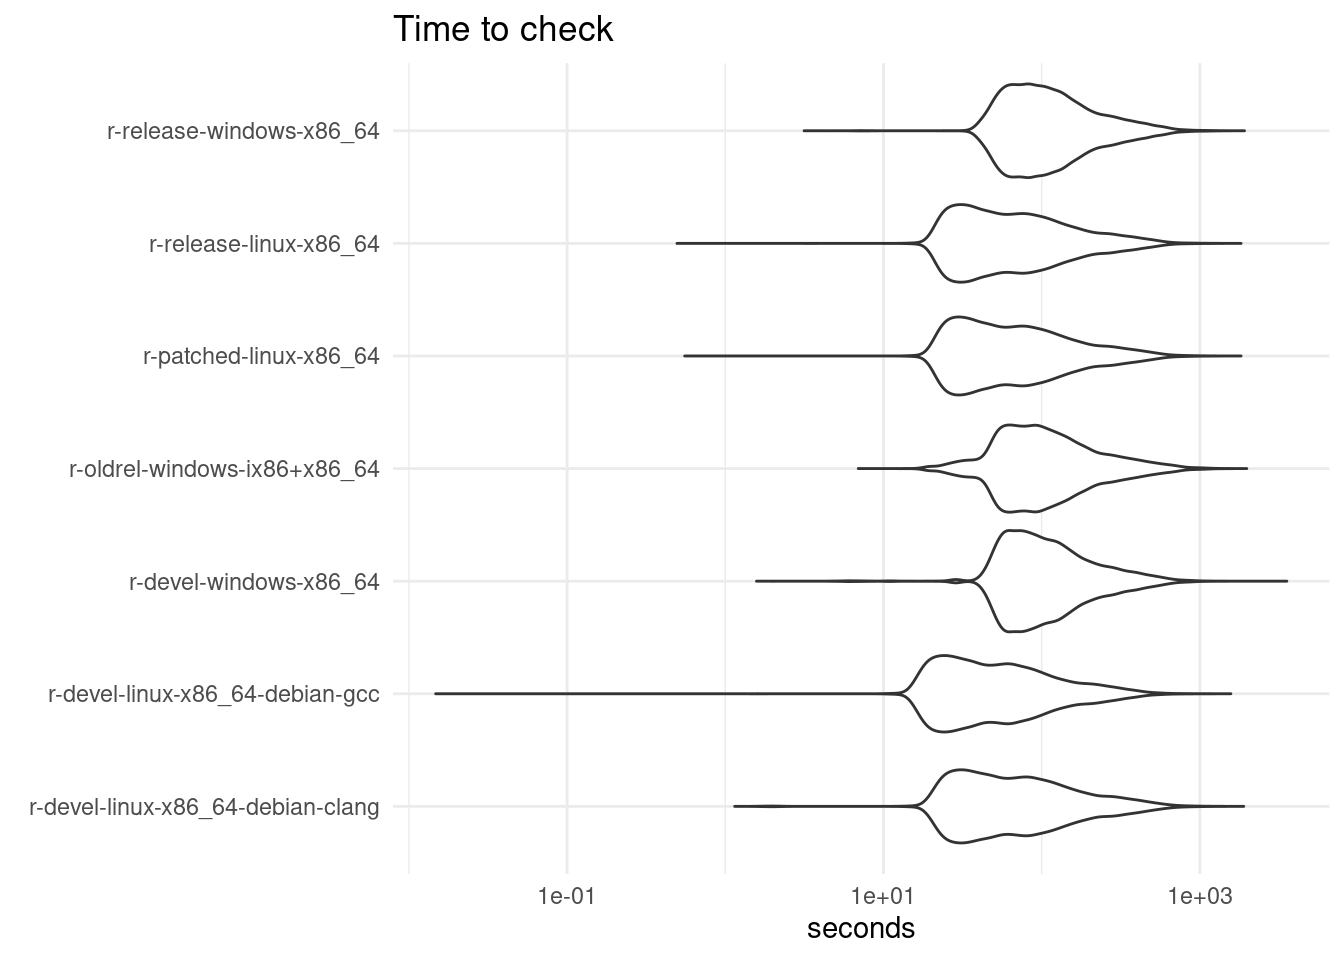 Time to check
r-release-windows-x86_64
r-release-linux-x86_64
r-patched-linux-x86_64
r-oldrel-windows-ix86+x86_64
r-devel-windows-x86_64
r-devel-linux-x86_64-debian-gcc
r-devel-linux-x86_64-debian-clang
1e-01 1e+01 1e+03
seconds